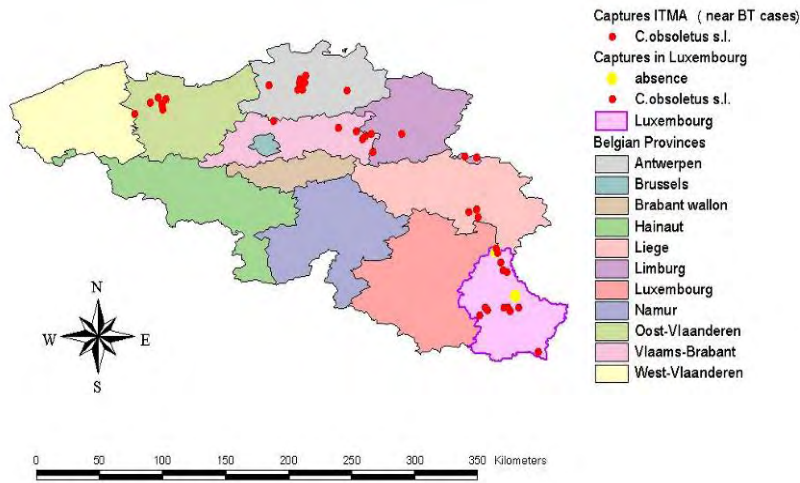 Captures ITMA ( near BT cases)
C.obsoletus s.l.
Captures in Luxembourg
absence
C.obsoletus s.l.
Luxembourg
Belgian Provinces
Antwerpen
Brussels
Brabant wallon
Hainaut
Liege
Limburg
Luxembourg
Namur
Oost-Vlaanderen
Vlaams-Brabant
West-Vlaanderen
N
W E
S
0 50 100 150 200 250 300 350 Kilometers